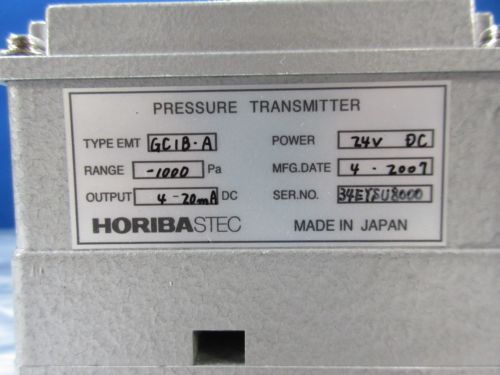 PRESSURE TRANSMITTER
TYPE EMT GC1B-A POWER 24V DC
RANGE -1000 Pa MFG.DATE 4-2007
OUTPUT 4-20mA DC SER.NO.
HORIBASTEC MADE IN JAPAN